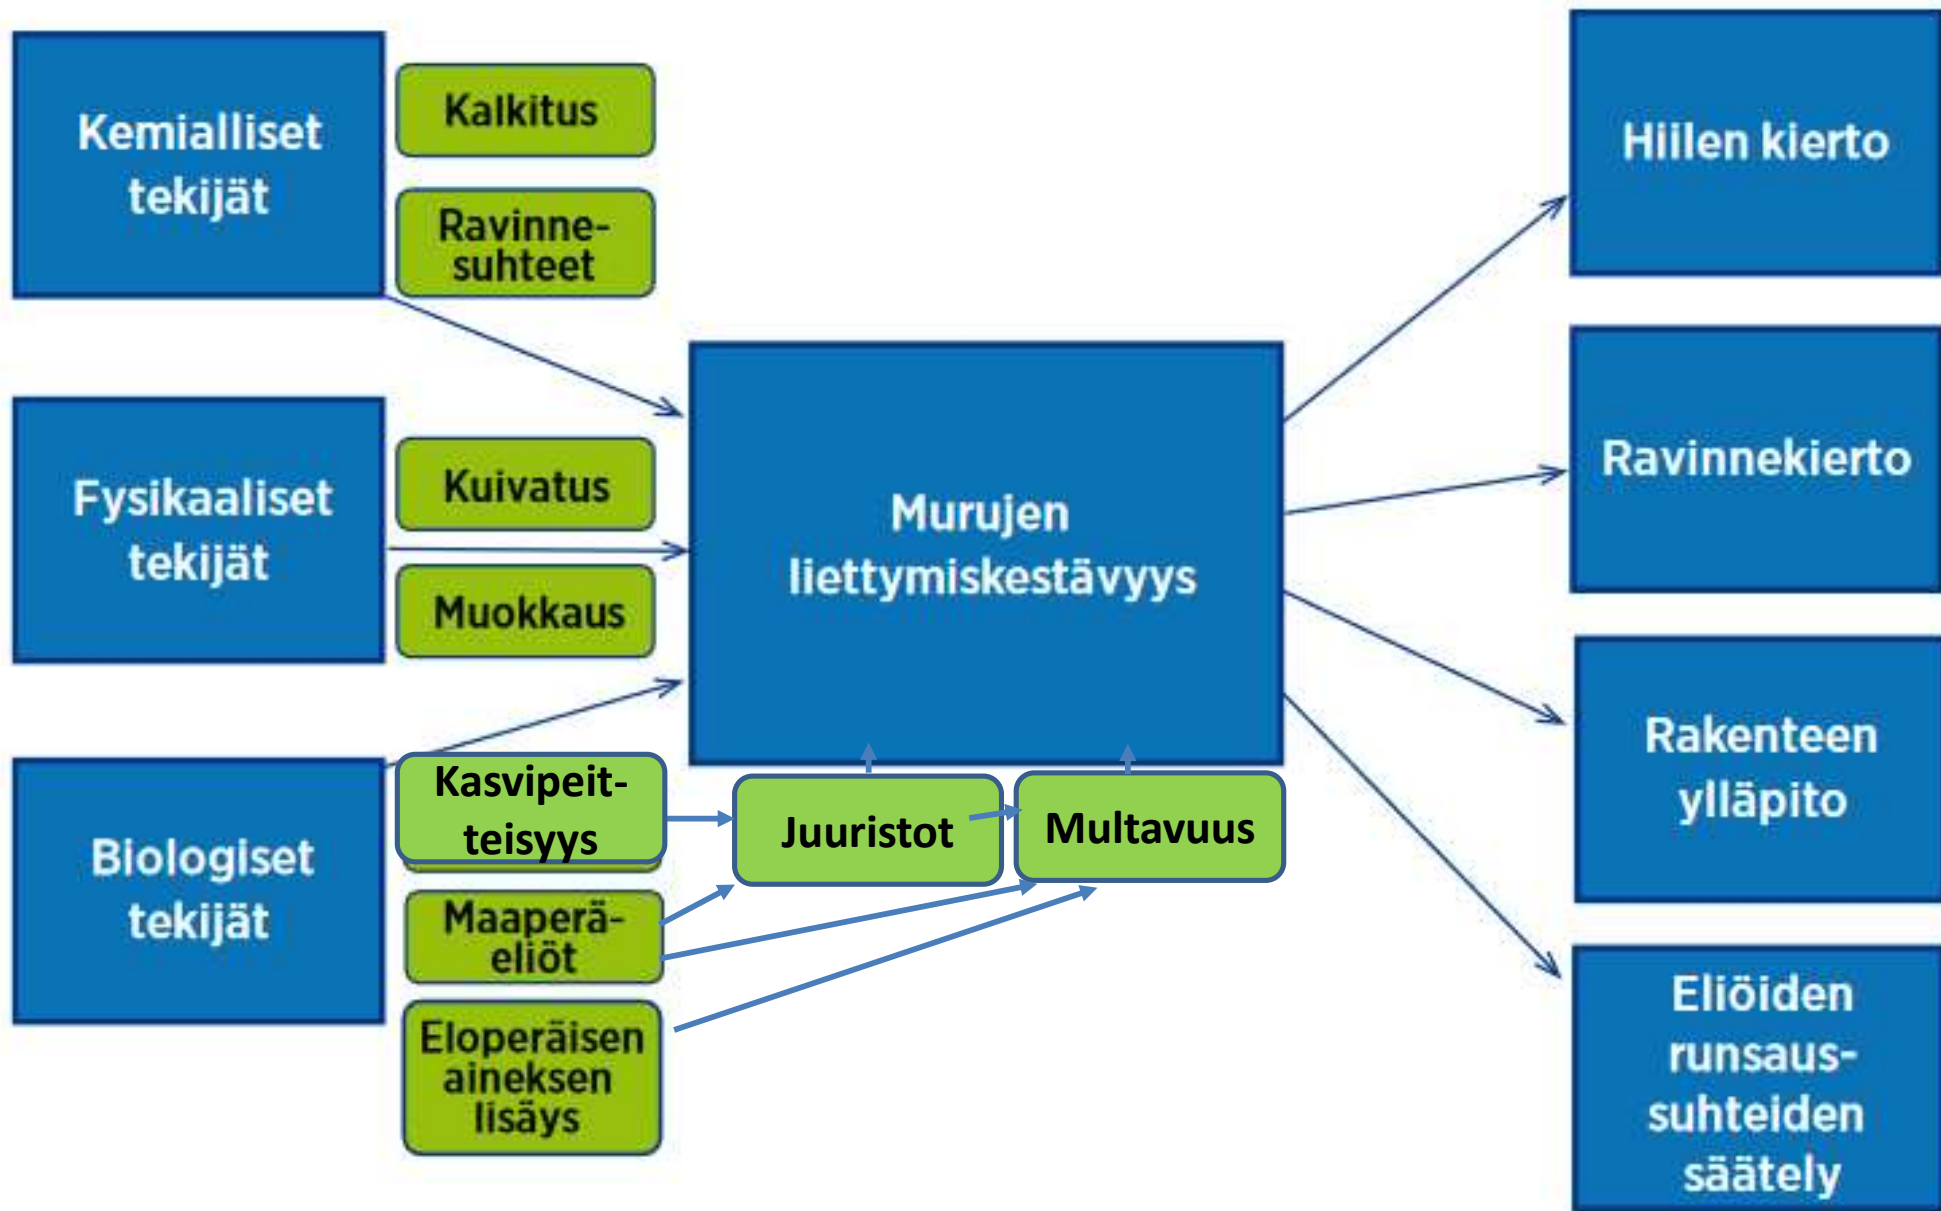 Kemialliset
tekijät
Kalkitus
Ravinne-
suhteet
Fysikaaliset
tekijät
Kuivatus
Muokkaus
Biologiset
tekijät
Kasvipeit-
teisyys
Maaperä-
eliöt
Eloperäisen
aineksen
lisäys
Murujen
liettymiskestävyys
Juuristot
Multavuus
Hiilen kierto
Ravinnekierto
Rakenteen
ylläpito
Eliöiden
runsaus-
suhteiden
säätely